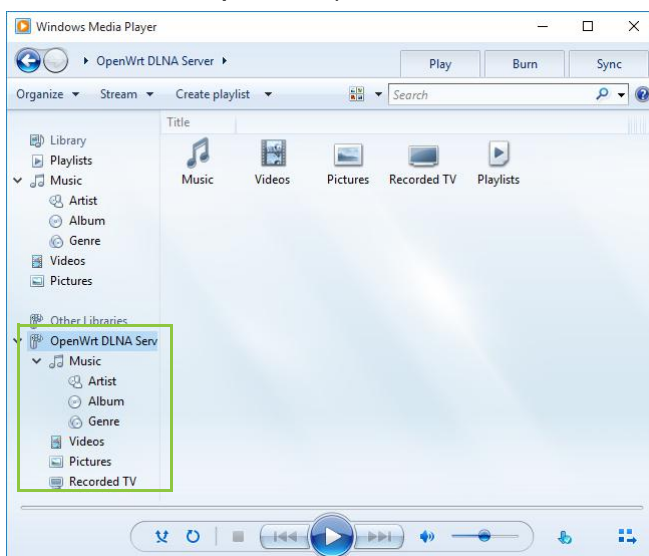 Windows Media Player
OpenWrt DLNA Server
Play Burn Sync
Organize Stream Create playlist
Search
Title
Library
Playlists
Music
Artist
Album
Genre
Videos
Pictures
Music Videos Pictures Recorded TV Playlists
Other Libraries
OpenWrt DLNA Serv
Music
Artist
Album
Genre
Videos
Pictures
Recorded TV